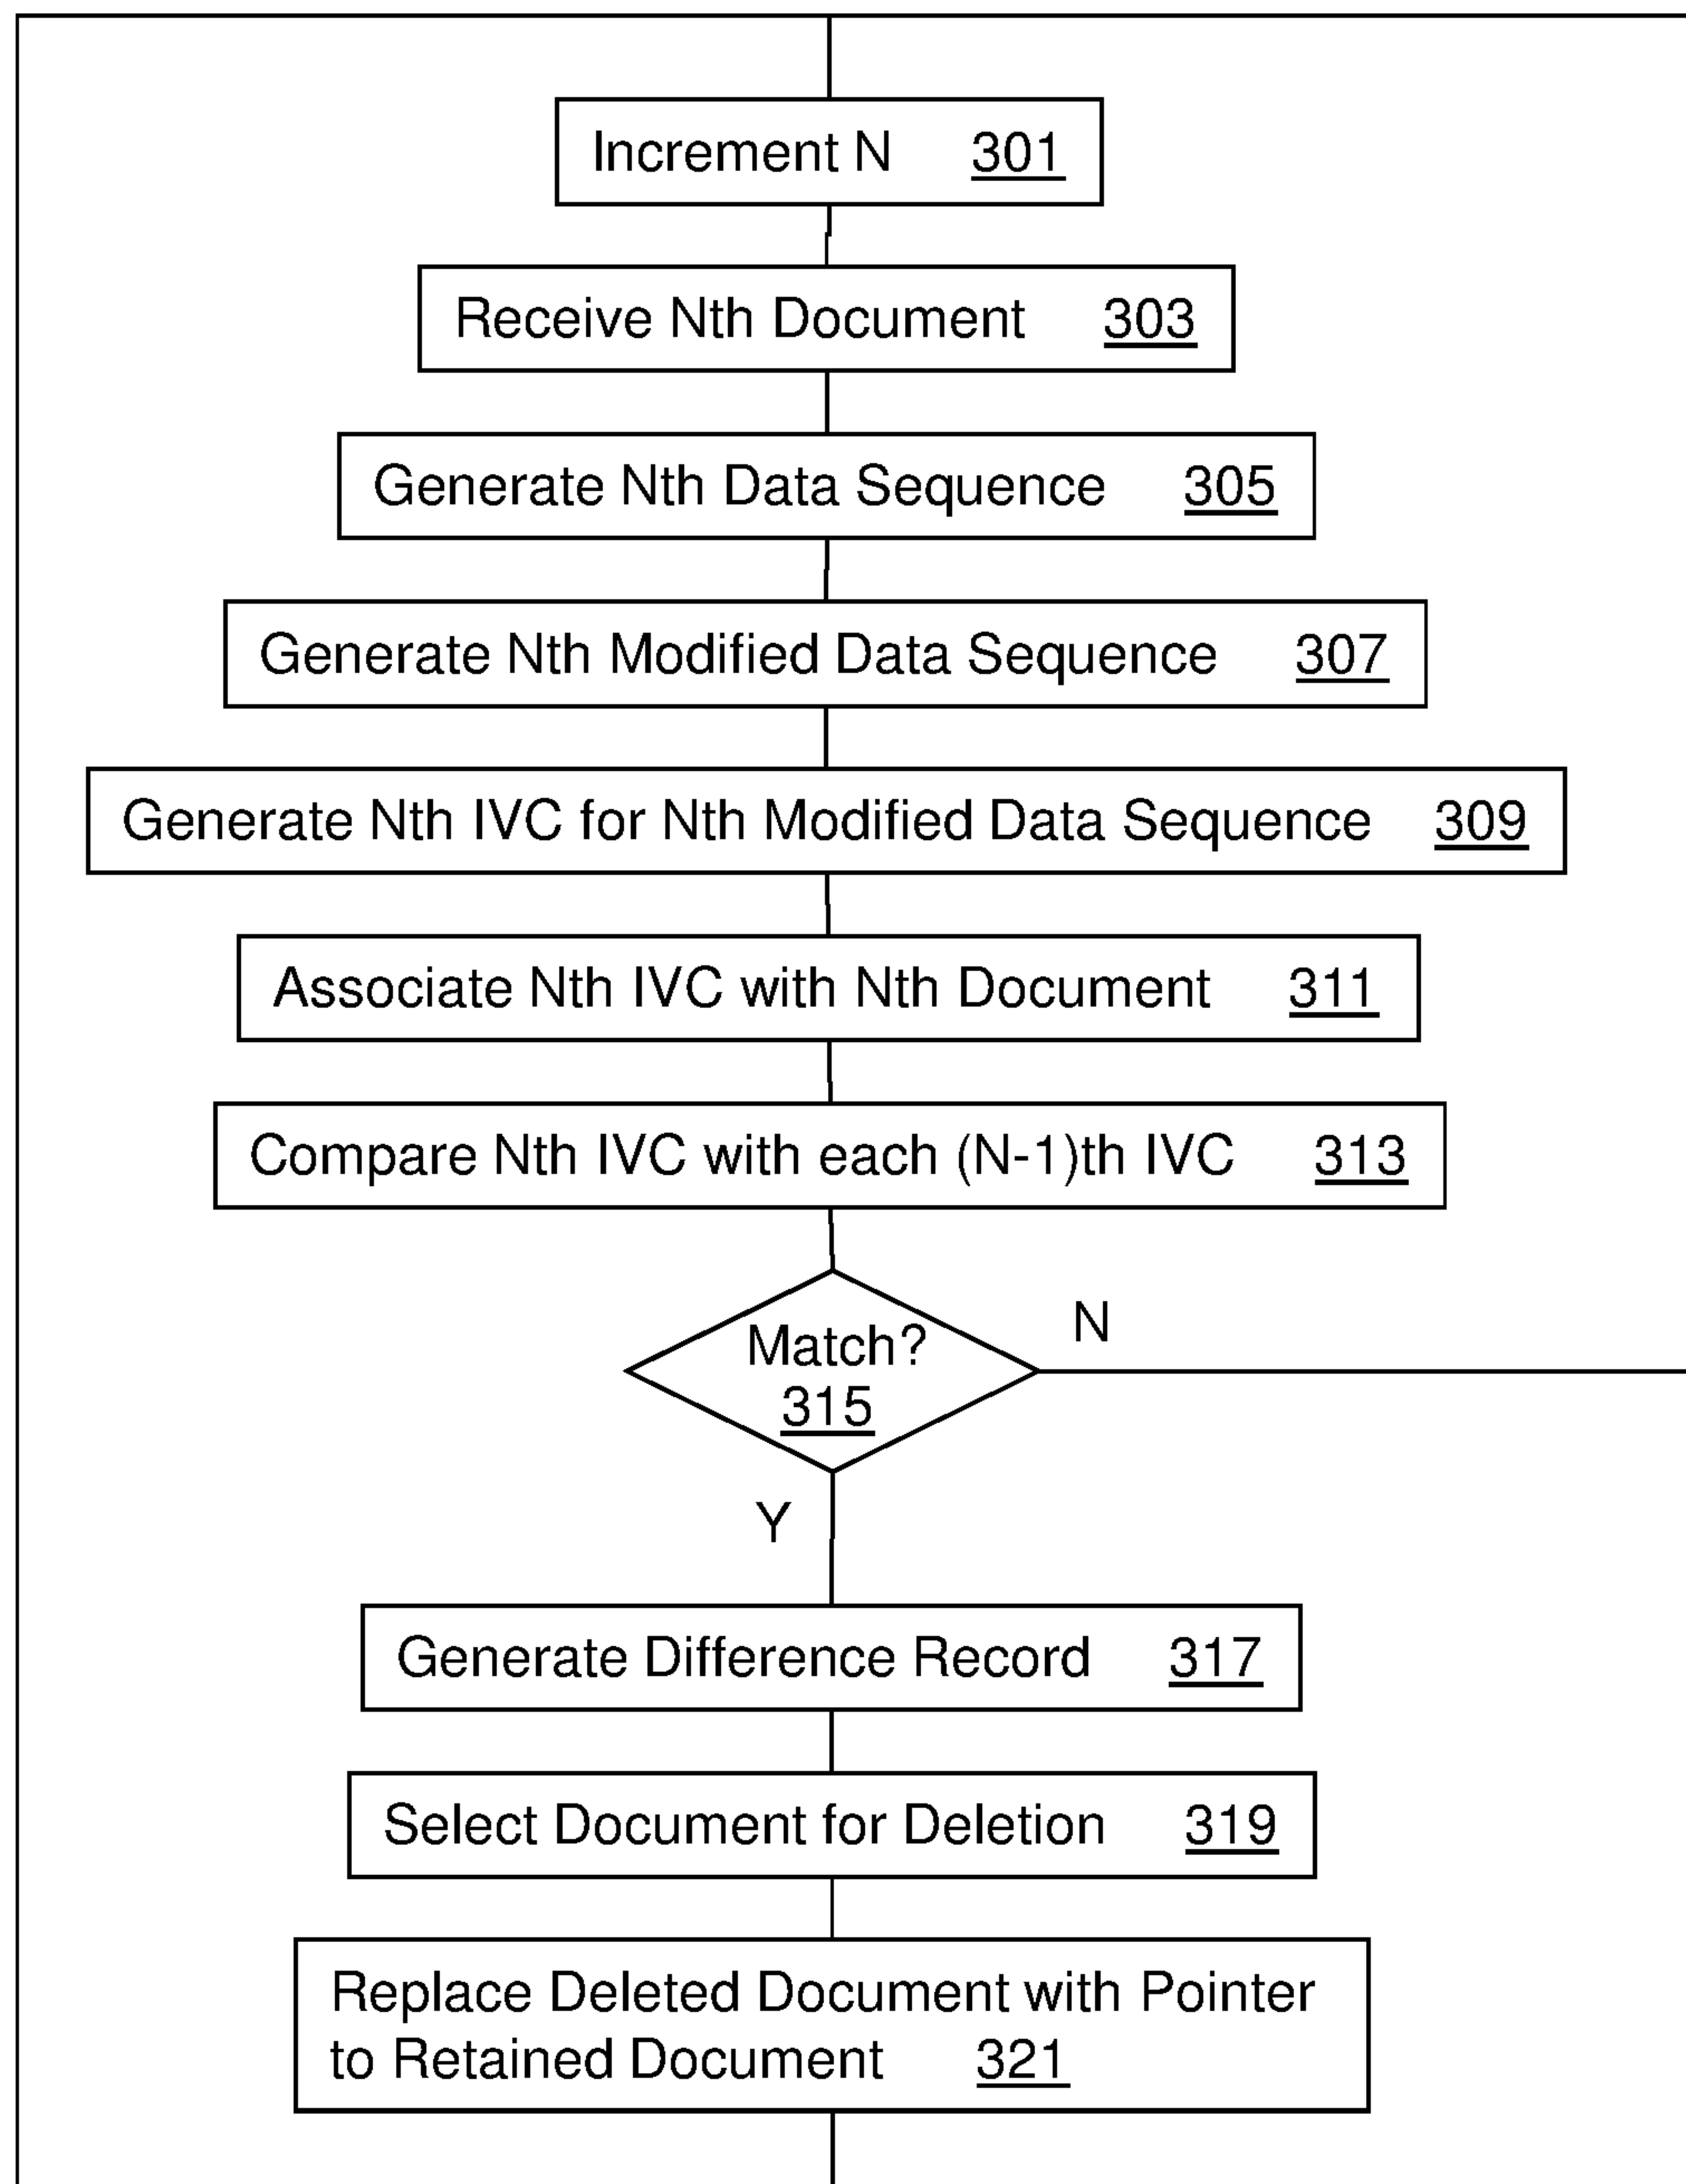 Increment N 301
Receive Nth Document 303
Generate Nth Data Sequence 305
Generate Nth Modified Data Sequence 307
Generate Nth IVC for Nth Modified Data Sequence 309
Associate Nth IVC with Nth Document 311
Compare Nth IVC with each (N-1)th IVC 313
N
Match?
315
Y
Generate Difference Record 317
Select Document for Deletion 319
Replace Deleted Document with Pointer
to Retained Document 321